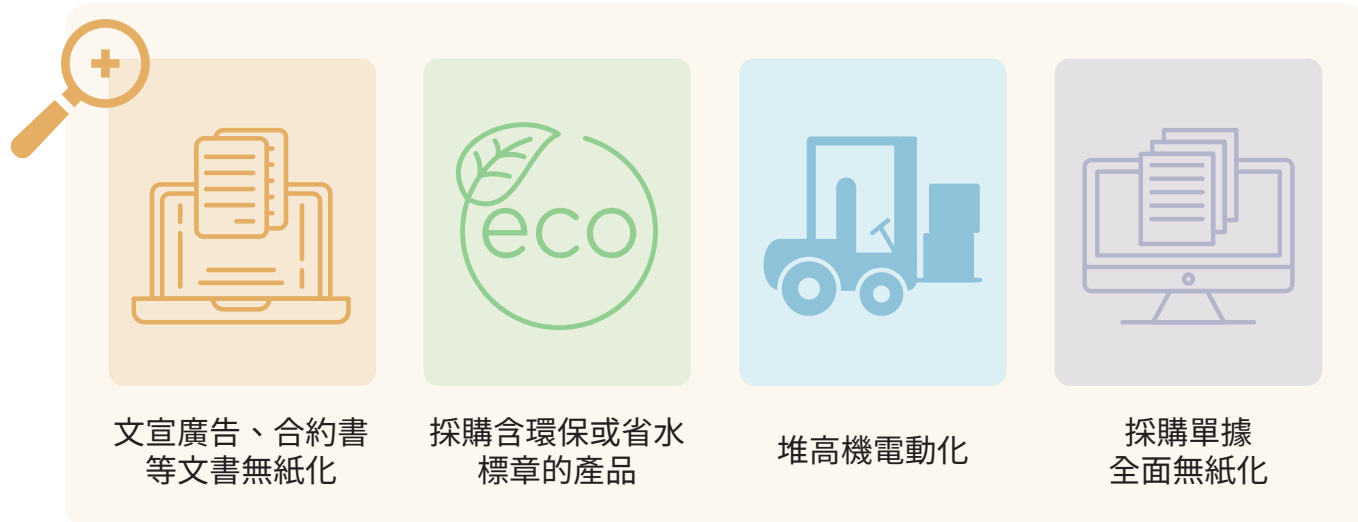 eco
文宣廣告、合約書
等文書無紙化
採購含環保或省水
標章的產品
堆高機電動化
採購單據
全面無紙化